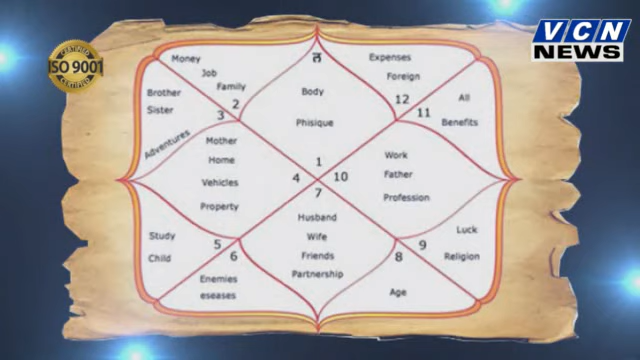 CERTIFIED
ISO 9001
CERTIFIED
VCN
NEWS
Money
Job
Family
2
ल
Body
Phisique
1
Expenses
Foreign
12
All
11
Benefits
Brother
Sister
3
Adventures
Mother
Home
4
Vehicles
Property
Work
10
Father
Profession
7
Husband
Wife
Friends
Partnership
Study
5
Child
6
Enemies
eseases
8
Age
9
Luck
Religion